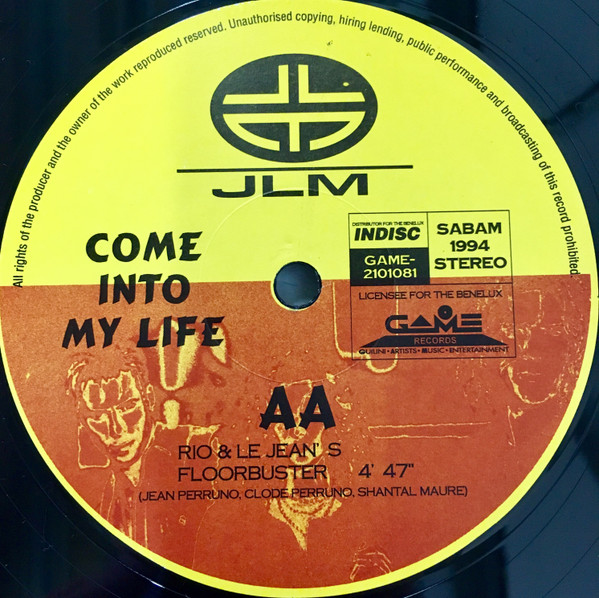 All rights of the producer and the owner of the work reproduced reserved. Unauthorised copying, hiring lending, public performance and broadcasting of this record prohibited.
JLM
COME
INTO
MY LIFE
DISTRIBUTOR FOR THE BENELUX
INDISC
GAME-
2101081
SABAM
1994
STEREO
LICENSEE FOR THE BENELUX
GAME
RECORDS
GUILINI•ARTISTS•MUSIC•ENTERTAINMENT
AA
RIO & LE JEAN' S
FLOORBUSTER 4' 47"
(JEAN PERRUNO, CLODE PERRUNO, SHANTAL MAURE)